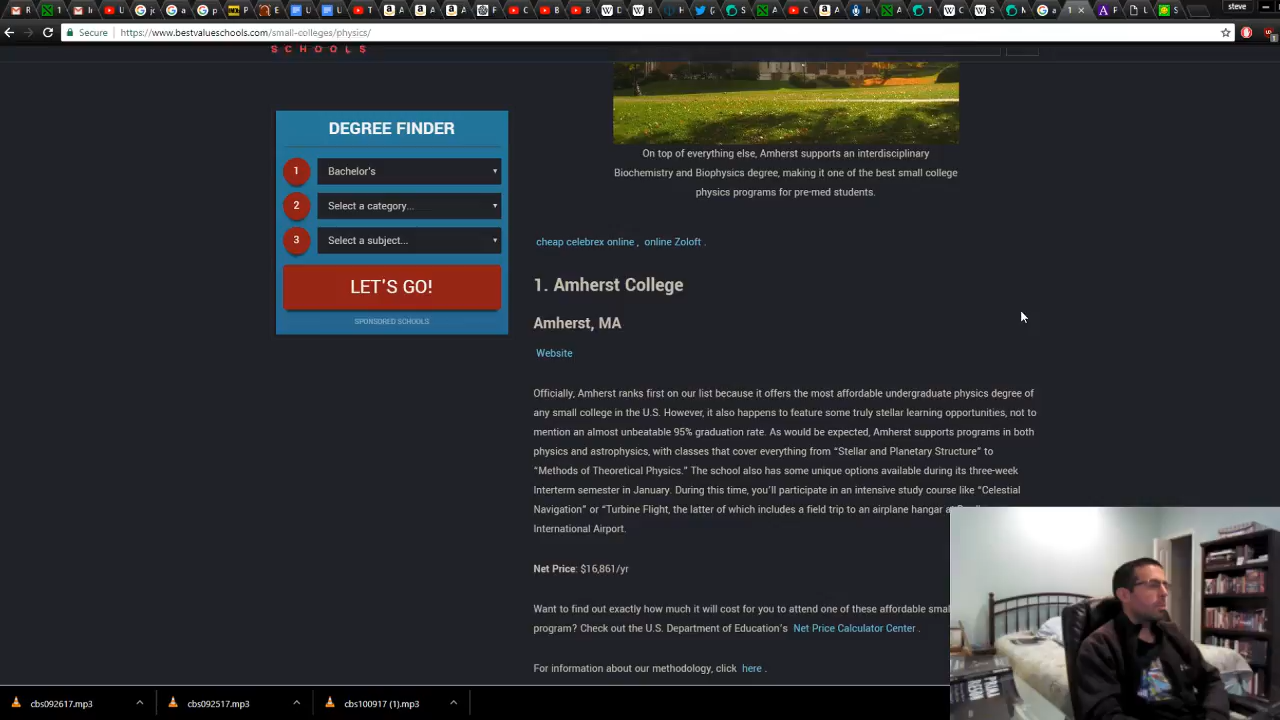 steve
Secure
https://www.bestvalueschools.com/small-colleges/physics/
SCHOOLS
DEGREE FINDER
1 Bachelor's
2 Select a category...
3 Select a subject...
LET'S GO!
SPONSORED SCHOOLS
On top of everything else, Amherst supports an interdisciplinary
Biochemistry and Biophysics degree, making it one of the best small college
physics programs for pre-med students.
cheap celebrex online , online Zoloft .
1. Amherst College
Amherst, MA
Website
Officially, Amherst ranks first on our list because it offers the most affordable undergraduate physics degree of
any small college in the U.S. However, it also happens to feature some truly stellar learning opportunities, not to
mention an almost unbeatable 95% graduation rate. As would be expected, Amherst supports programs in both
physics and astrophysics, with classes that cover everything from “Stellar and Planetary Structure” to
“Methods of Theoretical Physics.” The school also has some unique options available during its three-week
Interterm semester in January. During this time, you'll participate in an intensive study course like “Celestial
Navigation” or “Turbine Flight, the latter of which includes a field trip to an airplane hangar at
International Airport.
Net Price: $16,861/yr
Want to find out exactly how much it will cost for you to attend one of these affordable smal
program? Check out the U.S. Department of Education's Net Price Calculator Center .
For information about our methodology, click here .
cbs092617.mp3
cbs092517.mp3
cbs100917 (1).mp3